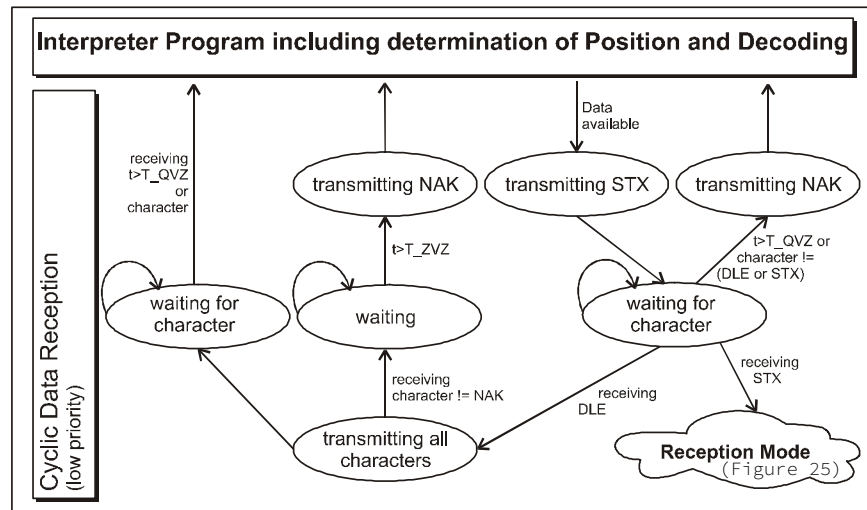 Interpreter Program including determination of Position and Decoding
Cyclic Data Reception
(low priority)
receiving
t>T_QVZ
or
character
transmitting NAK
Data
available
transmitting STX
transmitting NAK
t>T_ZVZ
t>T_QVZ or
character !=
(DLE or STX)
waiting for
character
waiting
waiting for
character
receiving
character != NAK
receiving
DLE
receiving
STX
transmitting all
characters
Reception Mode
(Figure 25)